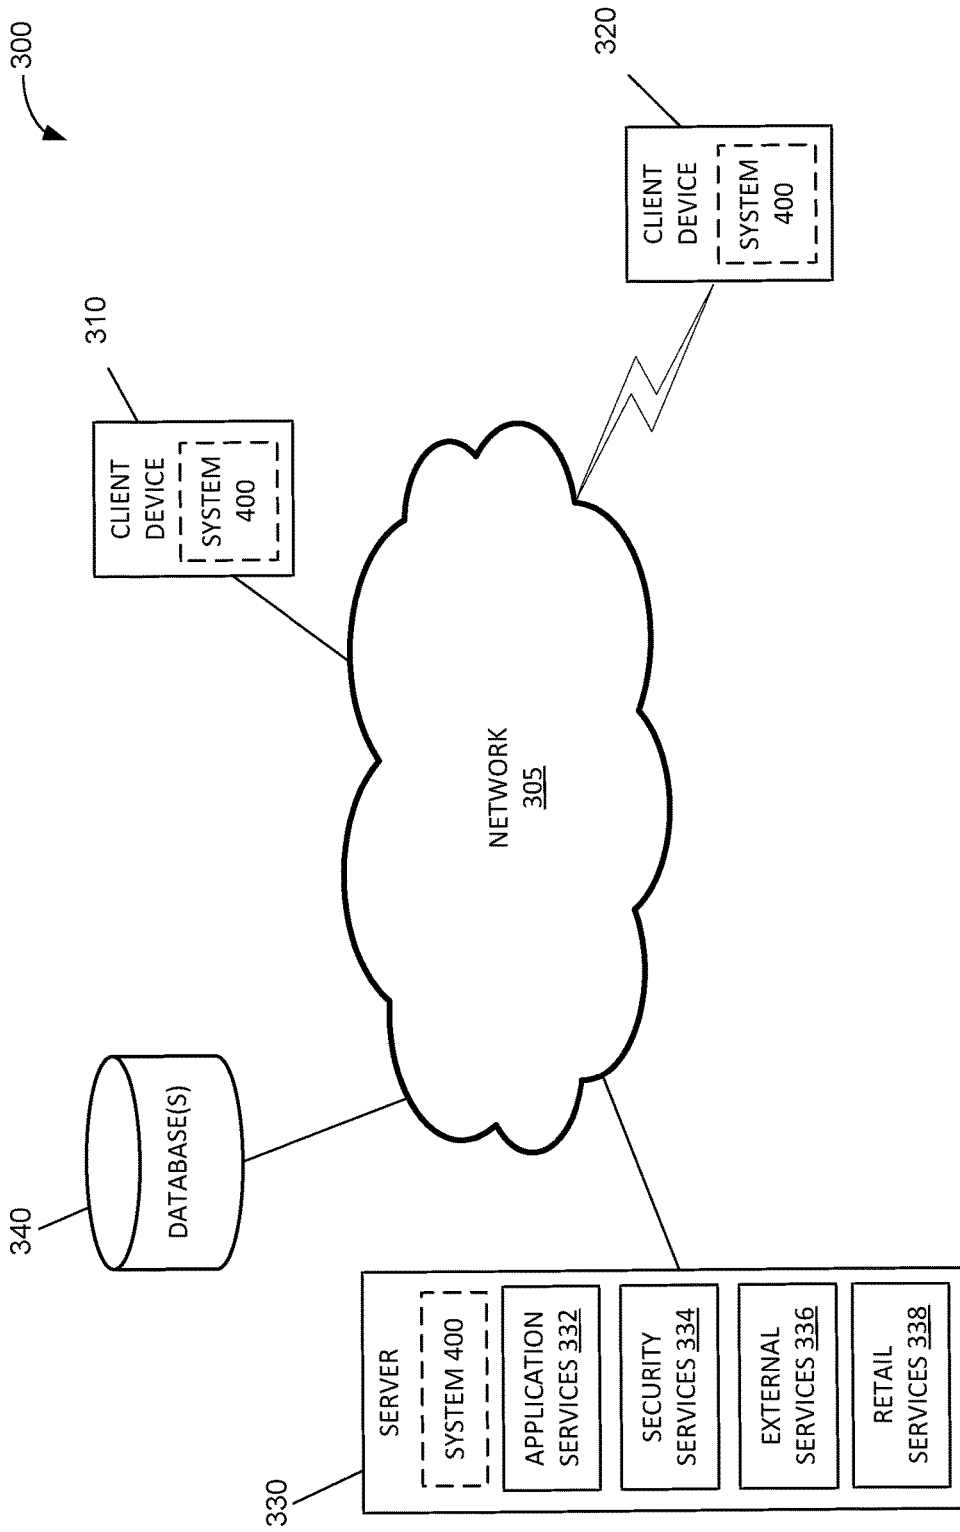 300
340
DATABASE(S)
310
CLIENT
DEVICE
SYSTEM
400
320
CLIENT
DEVICE
SYSTEM
400
NETWORK
305
330
SERVER
SYSTEM 400
APPLICATION
SERVICES 332
SECURITY
SERVICES 334
EXTERNAL
SERVICES 336
RETAIL
SERVICES 338